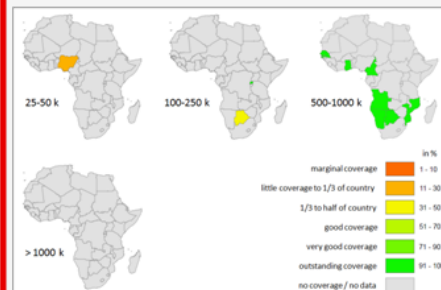 25-50 k
100-250 k
500-1000 k
> 1000 k
in %
marginal coverage 1 - 10
little coverage to 1/3 of country 11 - 30
1/3 to half of country 31 - 50
good coverage 51 - 70
very good coverage 71 - 90
outstanding coverage
no coverage / no data